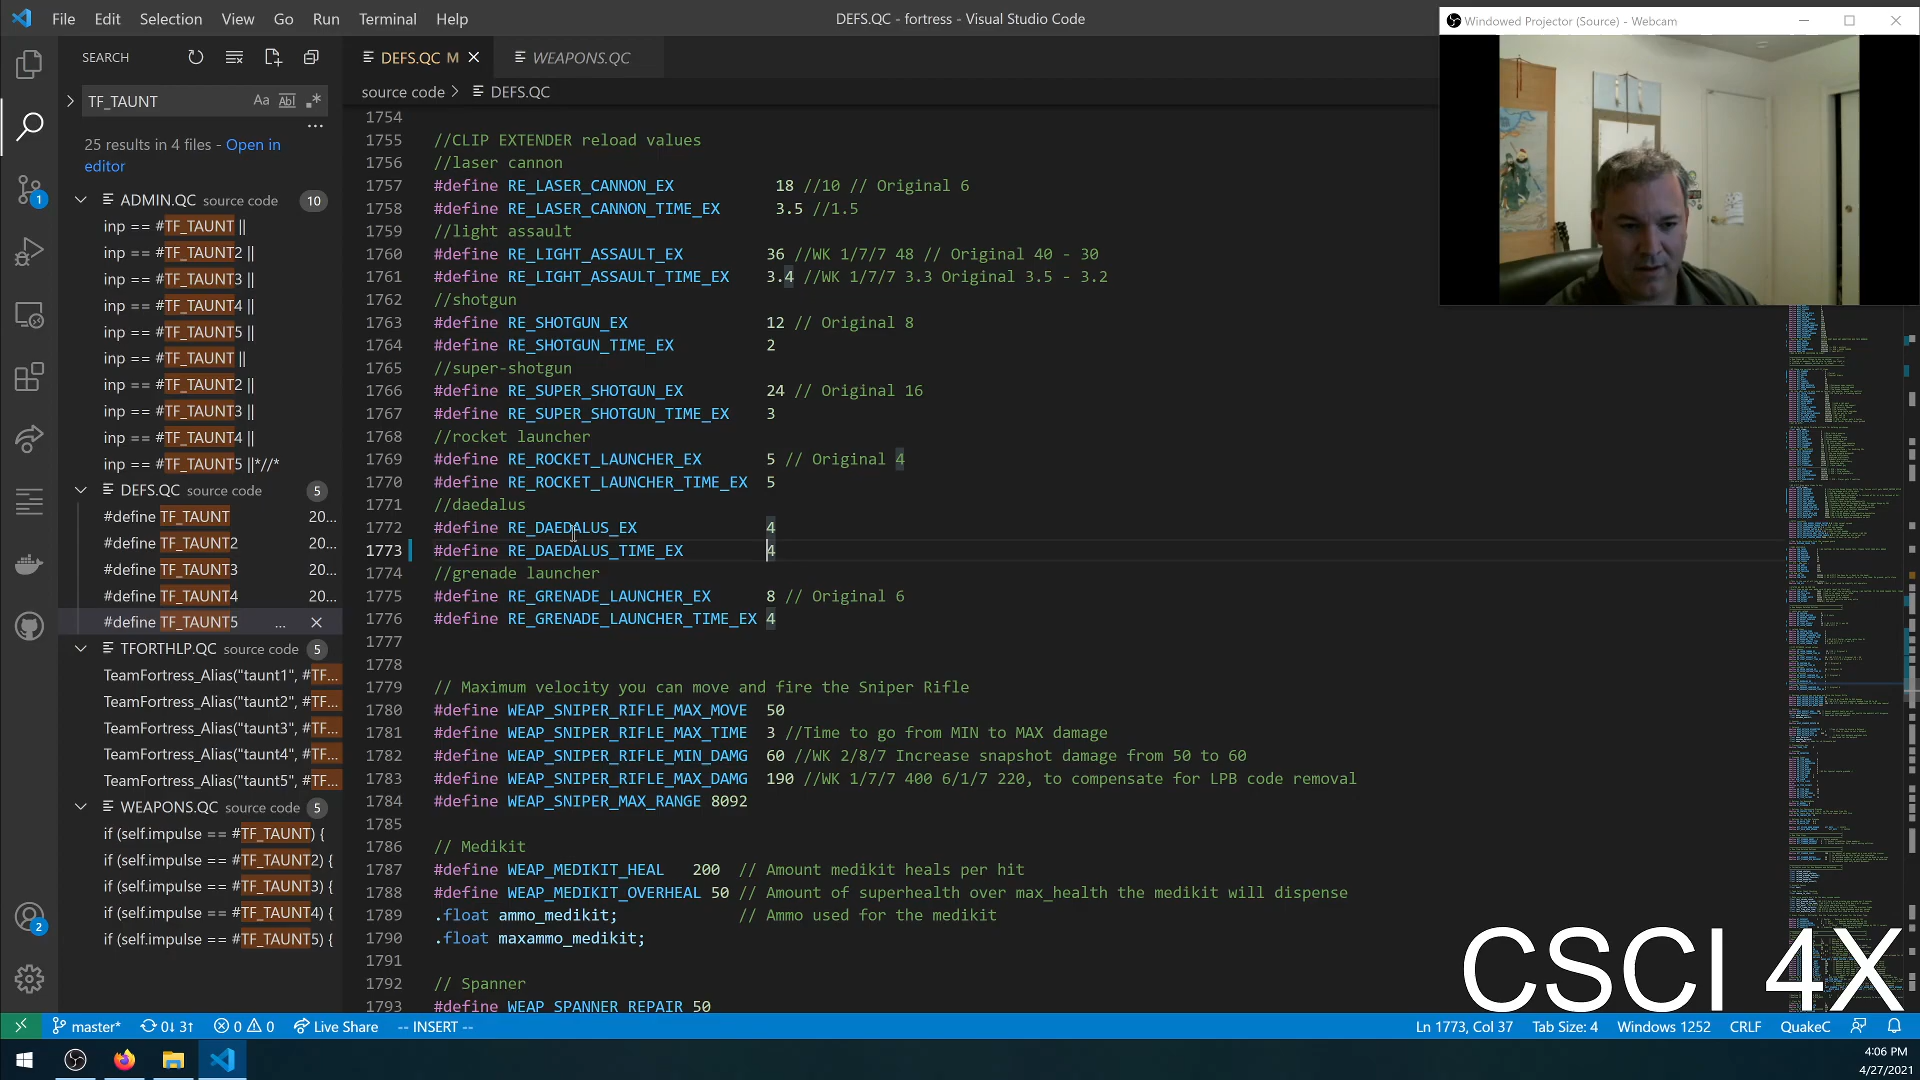 File Edit Selection View Go Run Terminal Help
DEFS.QC - fortress - Visual Studio Code
Windowed Projector (Source) - Webcam
SEARCH
DEFS.QC M
WEAPONS.QC
TF_TAUNT
Aa
source code > DEFS.QC
25 results in 4 files - Open in
editor
ADMIN.QC source code 10
inp == #TF_TAUNT ||
inp == #TF_TAUNT2 ||
inp == #TF_TAUNT3 ||
inp == #TF_TAUNT4 ||
inp == #TF_TAUNT5 ||
inp == #TF_TAUNT ||
inp == #TF_TAUNT2 ||
inp == #TF_TAUNT3 ||
inp == #TF_TAUNT4 ||
inp == #TF_TAUNT5 ||*//*
DEFS.QC source code 5
#define TF_TAUNT 20...
#define TF_TAUNT2 20...
#define TF_TAUNT3 20...
#define TF_TAUNT4 20...
#define TF_TAUNT5 ...
TFORTHLP.QC source code 5
TeamFortress_Alias("taunt1", #TF...
TeamFortress_Alias("taunt2", #TF...
TeamFortress_Alias("taunt3", #TF...
TeamFortress_Alias("taunt4", #TF...
TeamFortress_Alias("taunt5", #TF...
WEAPONS.QC source code 5
if (self.impulse == #TF_TAUNT) {
if (self.impulse == #TF_TAUNT2) {
if (self.impulse == #TF_TAUNT3) {
if (self.impulse == #TF_TAUNT4) {
if (self.impulse == #TF_TAUNT5) {
1754
1755 //CLIP EXTENDER reload values
1756 //laser cannon
1757 #define RE_LASER_CANNON_EX 18 //10 // Original 6
1758 #define RE_LASER_CANNON_TIME_EX 3.5 //1.5
1759 //light assault
1760 #define RE_LIGHT_ASSAULT_EX 36 //WK 1/7/7 48 // Original 40 - 30
1761 #define RE_LIGHT_ASSAULT_TIME_EX 3.4 //WK 1/7/7 3.3 Original 3.5 - 3.2
1762 //shotgun
1763 #define RE_SHOTGUN_EX 12 // Original 8
1764 #define RE_SHOTGUN_TIME_EX 2
1765 //super-shotgun
1766 #define RE_SUPER_SHOTGUN_EX 24 // Original 16
1767 #define RE_SUPER_SHOTGUN_TIME_EX 3
1768 //rocket launcher
1769 #define RE_ROCKET_LAUNCHER_EX 5 // Original 4
1770 #define RE_ROCKET_LAUNCHER_TIME_EX 5
1771 //daedalus
1772 #define RE_DAEDALUS_EX 4
1773 #define RE_DAEDALUS_TIME_EX 4
1774 //grenade launcher
1775 #define RE_GRENADE_LAUNCHER_EX 8 // Original 6
1776 #define RE_GRENADE_LAUNCHER_TIME_EX 4
1777
1778
1779 // Maximum velocity you can move and fire the Sniper Rifle
1780 #define WEAP_SNIPER_RIFLE_MAX_MOVE 50
1781 #define WEAP_SNIPER_RIFLE_MAX_TIME 3 //Time to go from MIN to MAX damage
1782 #define WEAP_SNIPER_RIFLE_MIN_DAMG 60 //WK 2/8/7 Increase snapshot damage from 50 to 60
1783 #define WEAP_SNIPER_RIFLE_MAX_DAMG 190 //WK 1/7/7 400 6/1/7 220, to compensate for LPB code removal
1784 #define WEAP_SNIPER_MAX_RANGE 8092
1785
1786 // Medikit
1787 #define WEAP_MEDIKIT_HEAL 200 // Amount medikit heals per hit
1788 #define WEAP_MEDIKIT_OVERHEAL 50 // Amount of superhealth over max_health the medikit will dispense
1789 .float ammo_medikit; // Ammo used for the medikit
1790 .float maxammo_medikit;
1791
1792 // Spanner
1793 #define WEAP_SPANNER_REPAIR 50
1
2
CSCI 4X
master* 0↓ 3↑ 0 0 Live Share -- INSERT --
Ln 1773, Col 37 Tab Size: 4 Windows 1252 CRLF QuakeC
4:06 PM
4/27/2021